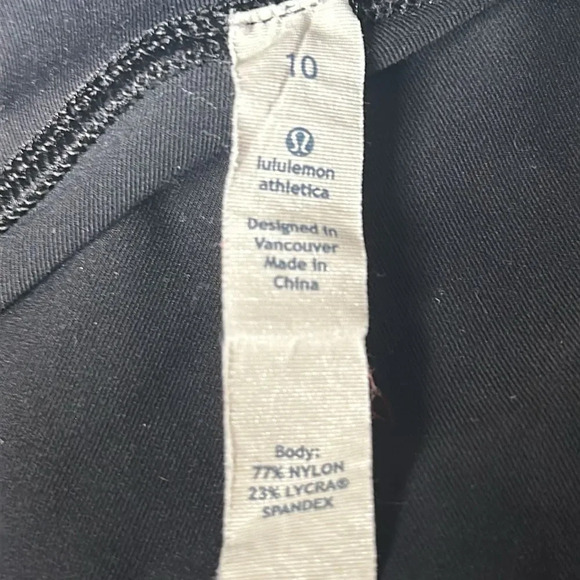 10
lululemon
athletica
Designed in
Vancouver
Made in
China
Body:
77% NYLON
23% LYCRA®
SPANDEX